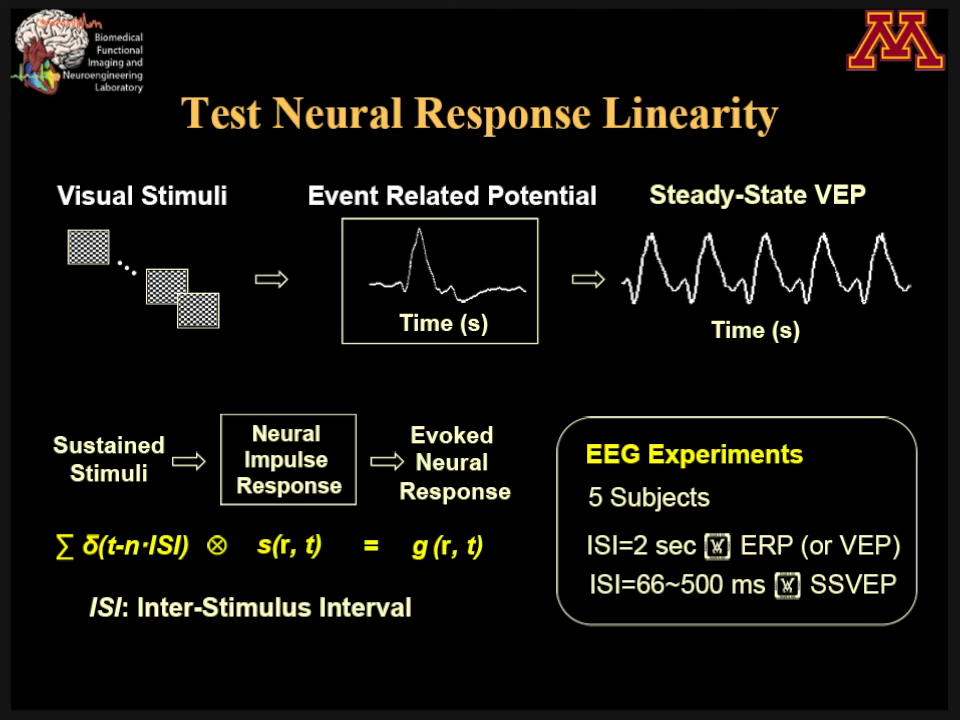 Biomedical
Functional
Imaging and
Neuroengineering
Laboratory
M
Test Neural Response Linearity
Visual Stimuli
Event Related Potential
Steady-State VEP
Time (s)
Time (s)
Sustained
Stimuli
Neural
Impulse
Response
Evoked
Neural
Response
∑ δ(t-n·ISI) ⊗ s(r, t) = g (r, t)
ISI: Inter-Stimulus Interval
EEG Experiments
5 Subjects
ISI=2 sec ERP (or VEP)
ISI=66~500 ms SSVEP